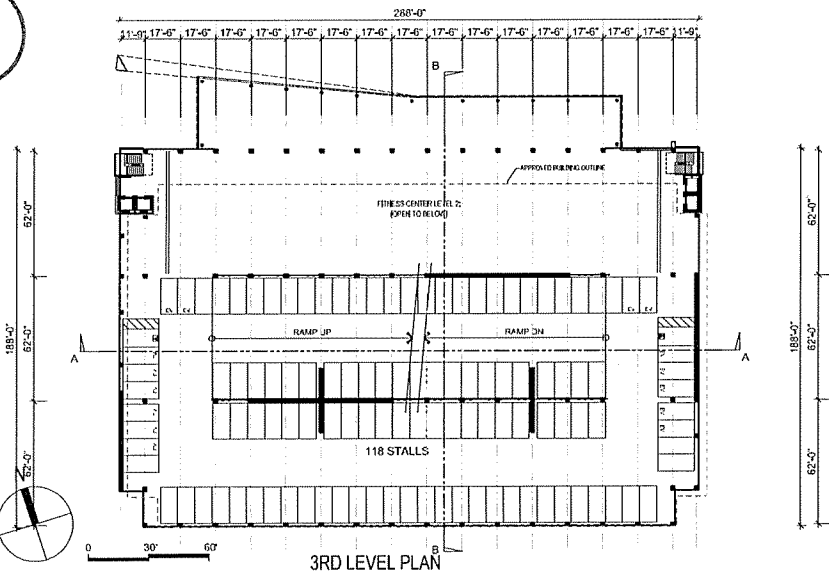 288'-0"
11'-9" 17'-6" 17'-6" 17'-6" 17'-6" 17'-6" 17'-6" 17'-6" 17'-6" 17'-6" 17'-6" 17'-6" 17'-6" 17'-6" 17'-6" 17'-6" 11'-9"
B
APPROVED BUILDING OUTLINE
FITNESS CENTER LEVEL 2;
(OPEN TO BELOW)
62'-0"
62'-0"
188'-0"
62'-0"
62'-0"
188'-0"
62'-0"
62'-0"
RAMP UP
RAMP DN
A
A
118 STALLS
N
B
0 30' 60'
3RD LEVEL PLAN